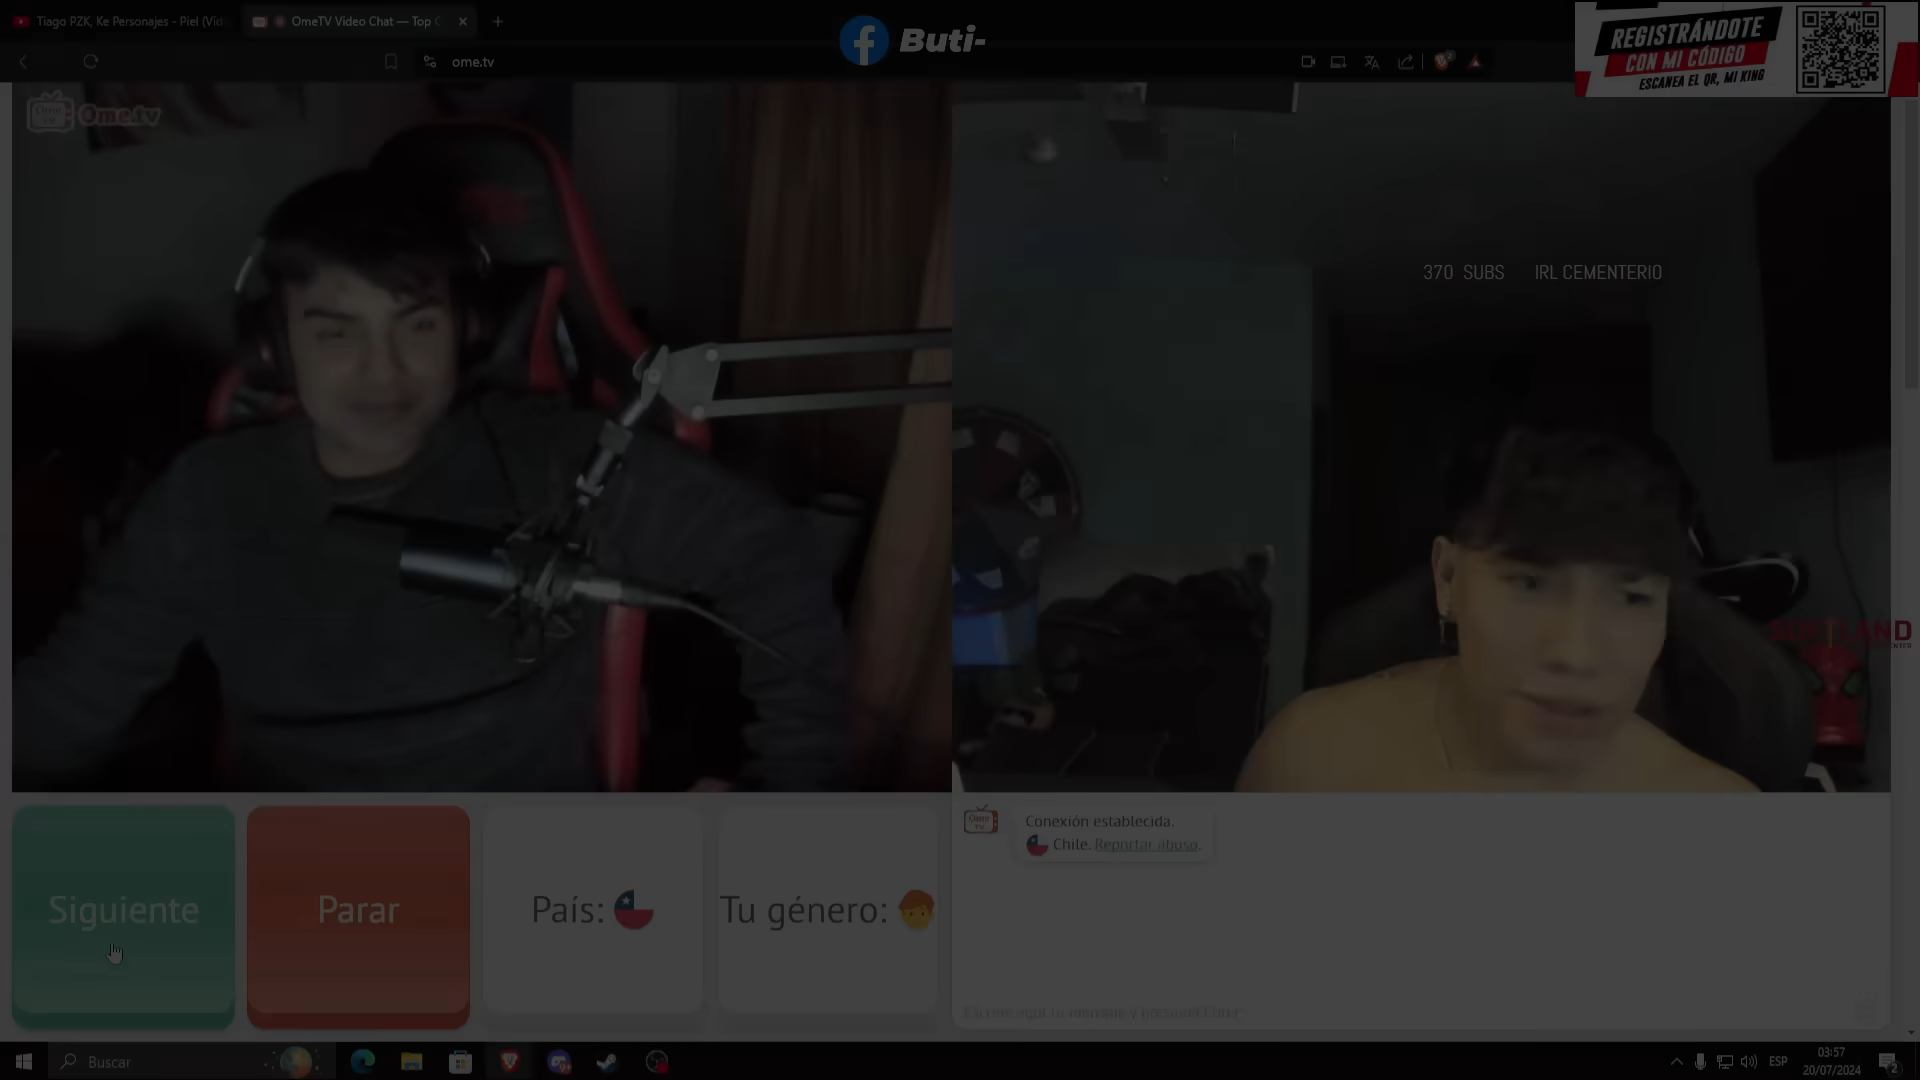 Tiago PZK, Ke Personajes - Piel (Vid
OmeTV Video Chat — Top C
ome.tv
Buti-
REGISTRÁNDOTE
CON MI CÓDIGO
ESCANEA EL QR, MI KING
Ome.tv
370 SUBS
IRL CEMENTERIO
Conexión establecida.
Chile. Reportar abuso.
Siguiente
Parar
País:
Tu género:
Buscar
ESP
03:57
20/07/2024